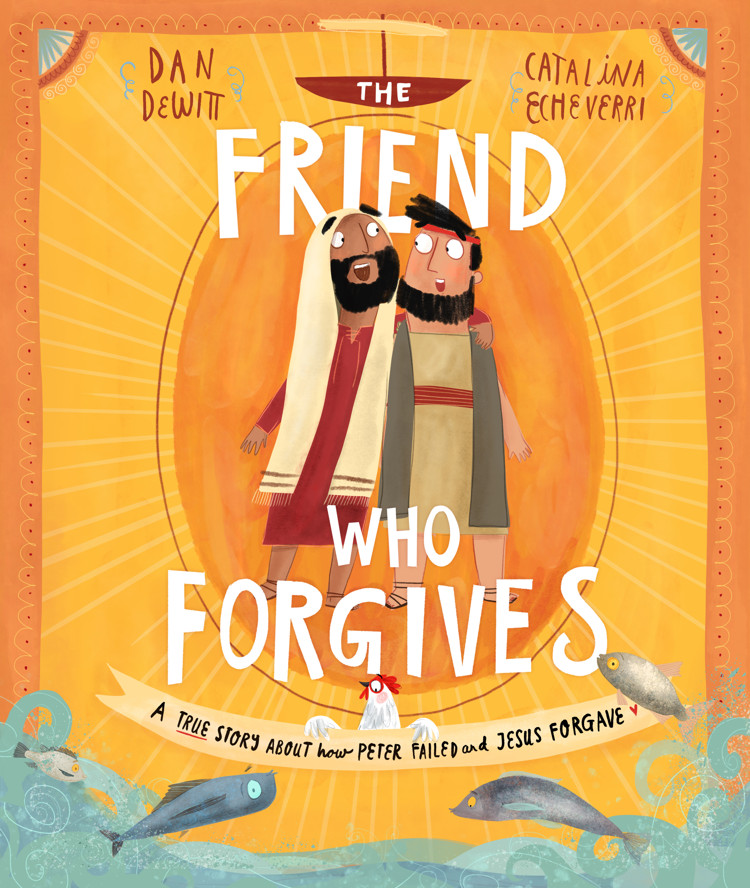 DAN
DEWITT
CATALiNA
ECHEVERRI
THE
FRIEND
WHO
FORGIVES
A TRUE STORY ABOUT how PETER FAILED and JESUS FORGAVE